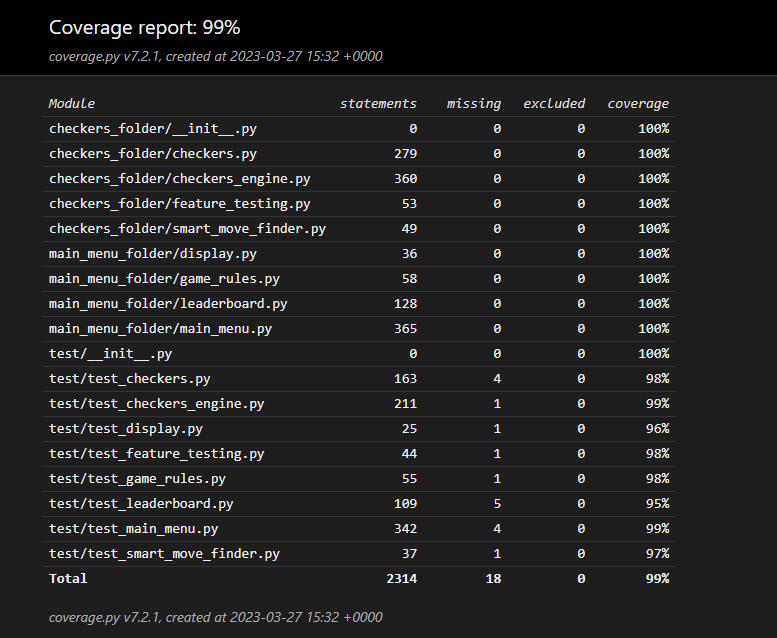 Coverage report: 99%
coverage.py v7.2.1, created at 2023-03-27 15:32 +0000
Module statements missing excluded coverage
checkers_folder/__init__.py 0 0 0 100%
checkers_folder/checkers.py 279 0 0 100%
checkers_folder/checkers_engine.py 360 0 0 100%
checkers_folder/feature_testing.py 53 0 0 100%
checkers_folder/smart_move_finder.py 49 0 0 100%
main_menu_folder/display.py 36 0 0 100%
main_menu_folder/game_rules.py 58 0 0 100%
main_menu_folder/leaderboard.py 128 0 0 100%
main_menu_folder/main_menu.py 365 0 0 100%
test/__init__.py 0 0 0 100%
test/test_checkers.py 163 4 0 98%
test/test_checkers_engine.py 211 1 0 99%
test/test_display.py 25 1 0 96%
test/test_feature_testing.py 44 1 0 98%
test/test_game_rules.py 55 1 0 98%
test/test_leaderboard.py 109 5 0 95%
test/test_main_menu.py 342 4 0 99%
test/test_smart_move_finder.py 37 1 0 97%
Total 2314 18 0 99%
coverage.py v7.2.1, created at 2023-03-27 15:32 +0000